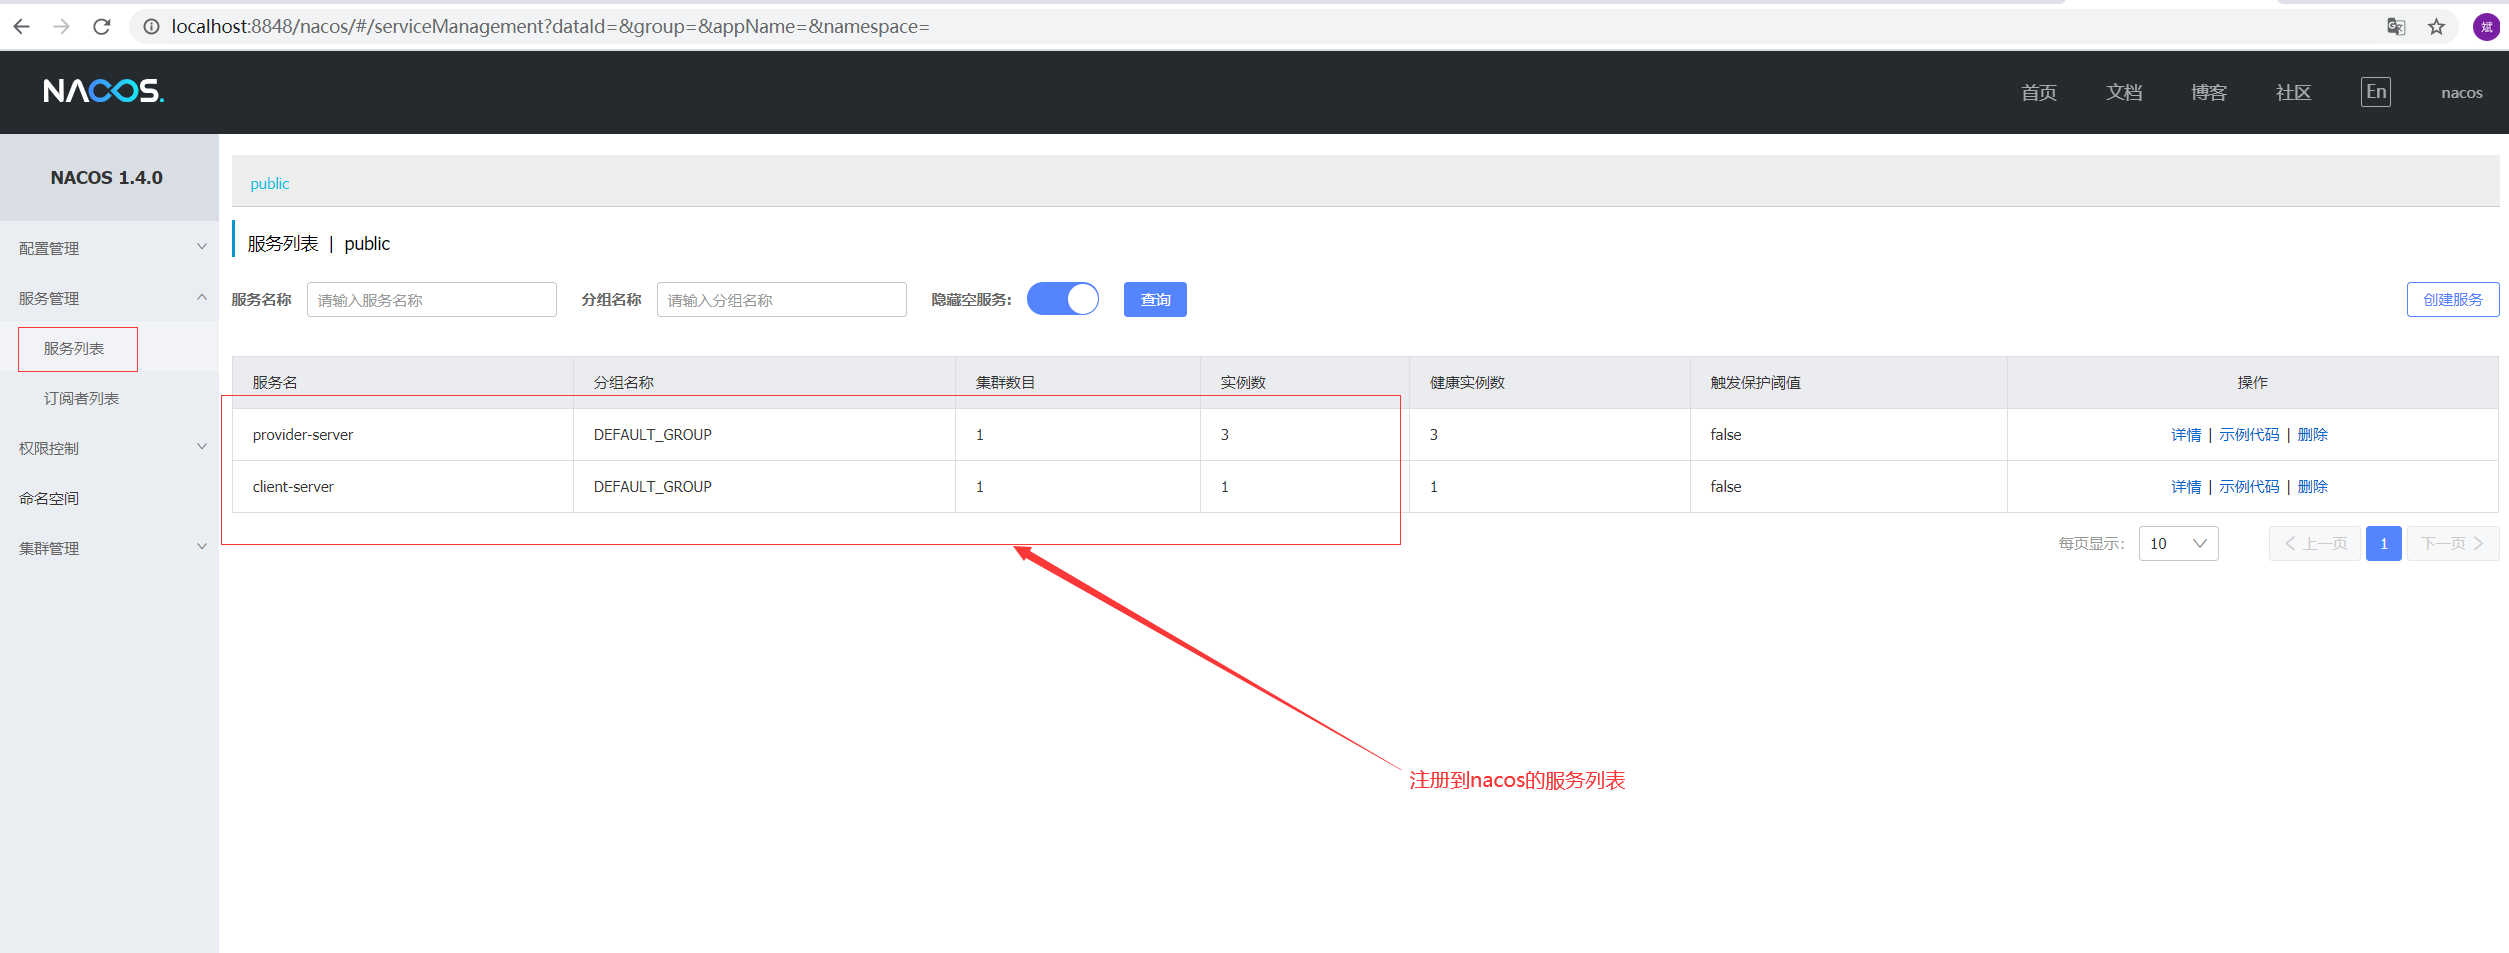 localhost:8848/nacos/#/serviceManagement?dataId=&group=&appName=&namespace=
斌
NACOS.
首页 文档 博客 社区 En nacos
NACOS 1.4.0
配置管理
服务管理
服务列表
订阅者列表
权限控制
命名空间
集群管理
public
服务列表 | public
服务名称 请输入服务名称 分组名称 请输入分组名称 隐藏空服务: 查询 创建服务
服务名 分组名称 集群数目 实例数 健康实例数 触发保护阈值 操作
provider-server DEFAULT_GROUP 1 3 3 false 详情 | 示例代码 | 删除
client-server DEFAULT_GROUP 1 1 1 false 详情 | 示例代码 | 删除
每页显示: 10 上一页 1 下一页
注册到nacos的服务列表